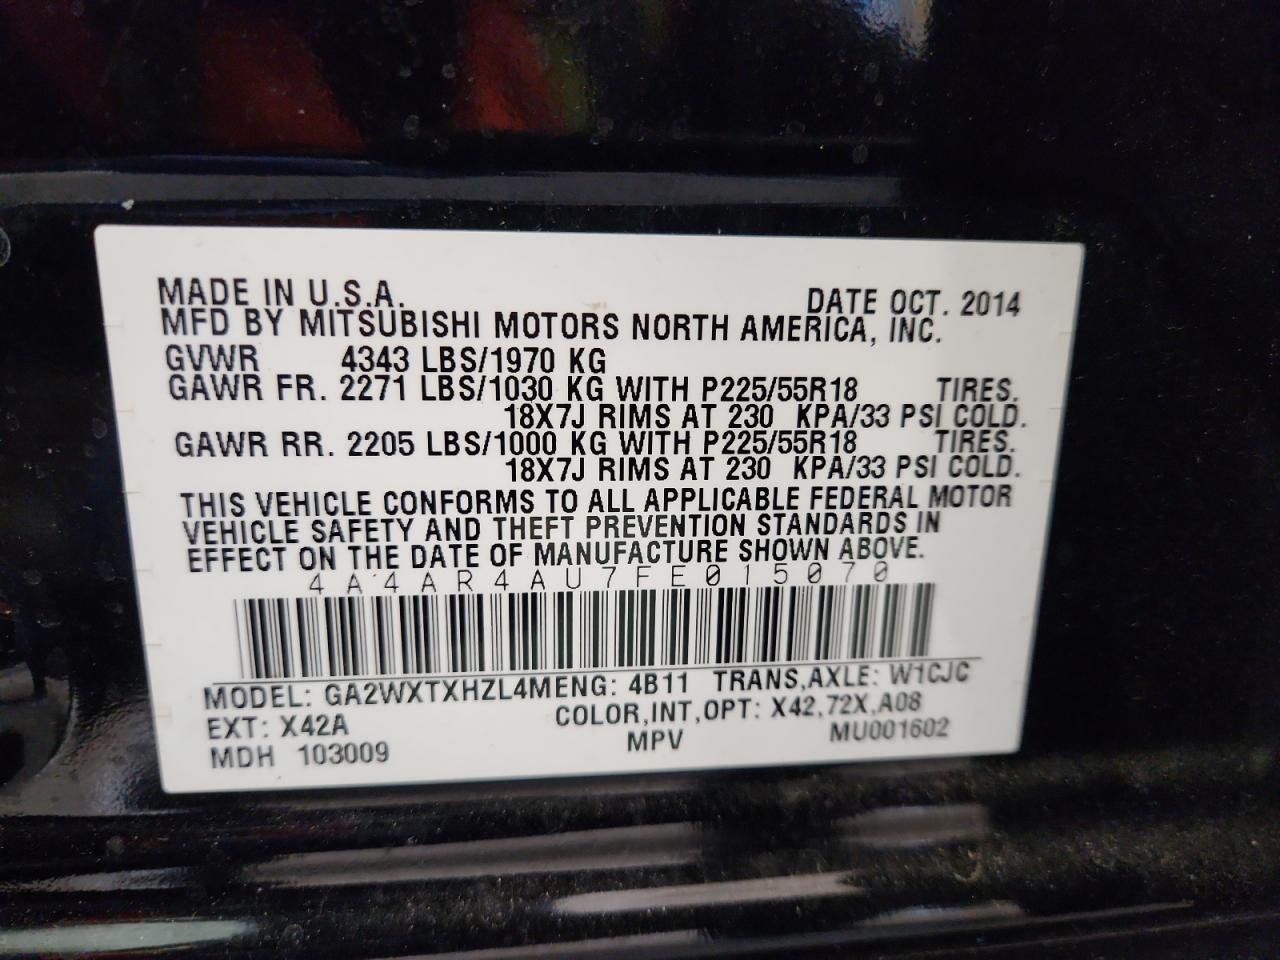 MADE IN U.S.A. DATE OCT. 2014
MFD BY MITSUBISHI MOTORS NORTH AMERICA, INC.
GVWR 4343 LBS/1970 KG
GAWR FR. 2271 LBS/1030 KG WITH P225/55R18 TIRES.
18X7J RIMS AT 230 KPA/33 PSI COLD.
GAWR RR. 2205 LBS/1000 KG WITH P225/55R18 TIRES.
18X7J RIMS AT 230 KPA/33 PSI COLD.
THIS VEHICLE CONFORMS TO ALL APPLICABLE FEDERAL MOTOR
VEHICLE SAFETY AND THEFT PREVENTION STANDARDS IN
EFFECT ON THE DATE OF MANUFACTURE SHOWN ABOVE.
4A4AR4AU7FE015070
MODEL: GA2WXTXHZL4MENG: 4B11 TRANS,AXLE: W1CJC
EXT: X42A COLOR,INT,OPT: X42,72X,A08
MDH 103009 MPV MU001602